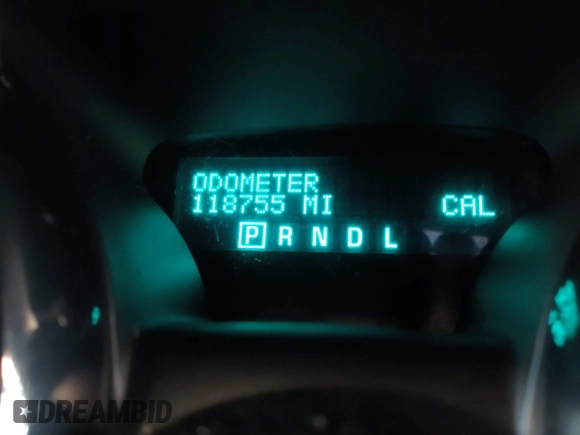 ODOMETER
118755 MI CAL
P R N D L
DREAMBID